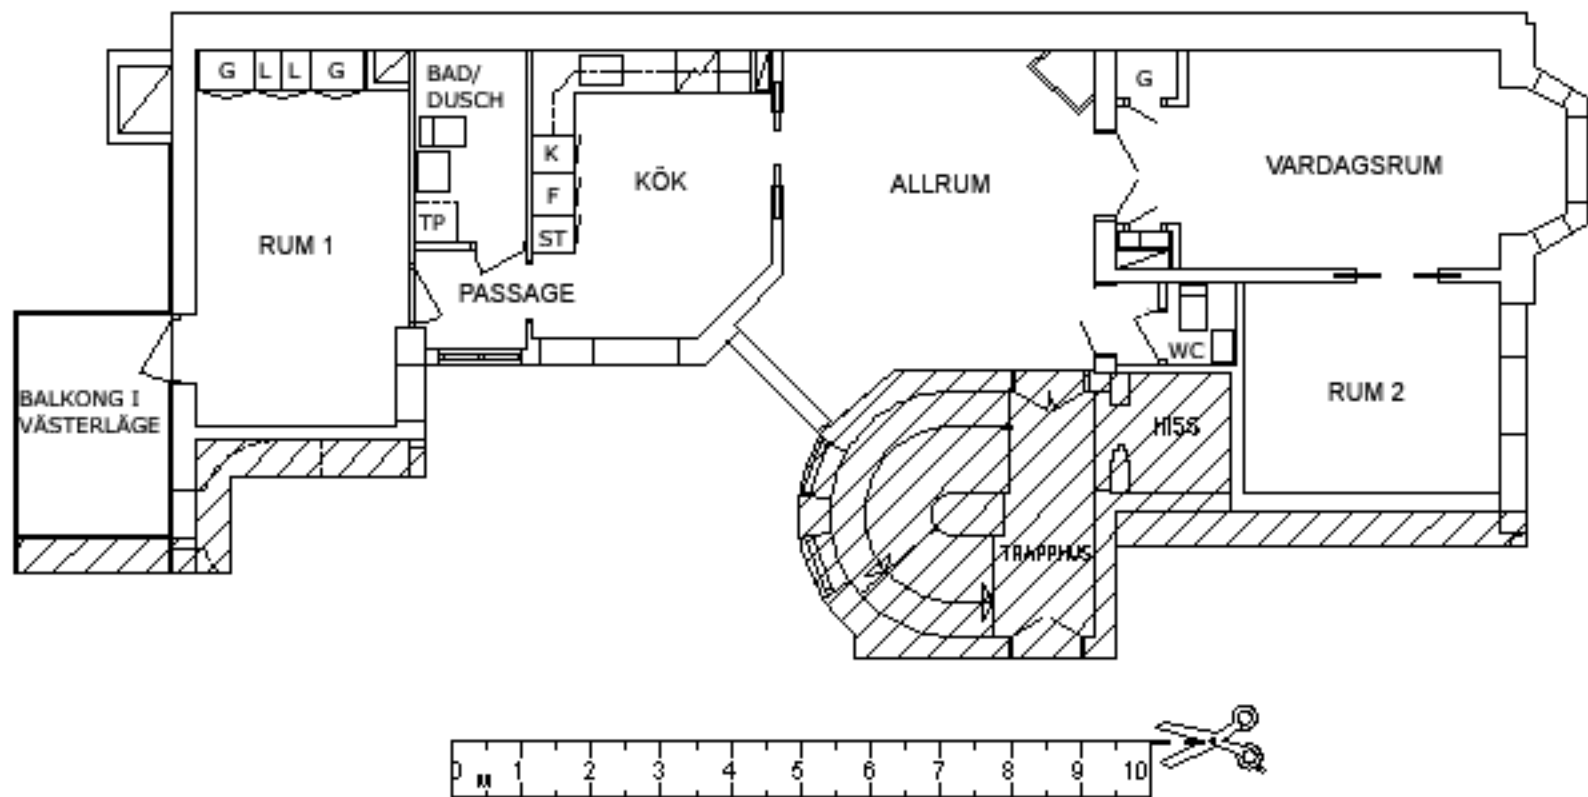 G L L G
BAD/
DUSCH
G
K
KÖK
ALLRUM
VARDAGSRUM
F
TP
ST
RUM 1
PASSAGE
WC
BALKONG I
VÄSTERLÄGE
RUM 2
HISS
TRAPPHUS
0 M 1 2 3 4 5 6 7 8 9 10